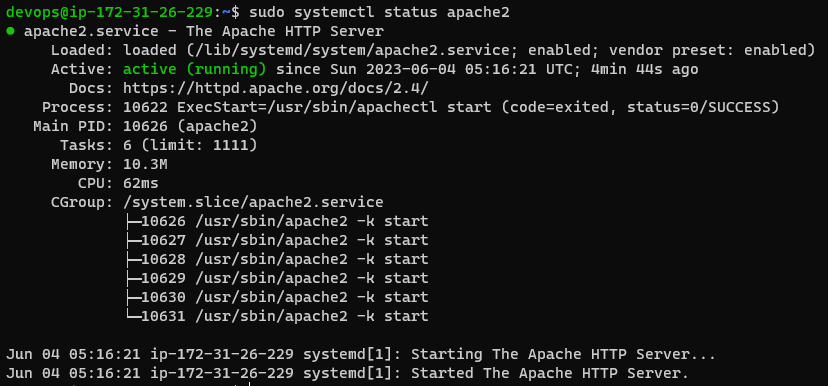 devops@ip-172-31-26-229:~$ sudo systemctl status apache2
● apache2.service - The Apache HTTP Server
     Loaded: loaded (/lib/systemd/system/apache2.service; enabled; vendor preset: enabled)
     Active: active (running) since Sun 2023-06-04 05:16:21 UTC; 4min 44s ago
       Docs: https://httpd.apache.org/docs/2.4/
    Process: 10622 ExecStart=/usr/sbin/apachectl start (code=exited, status=0/SUCCESS)
   Main PID: 10626 (apache2)
      Tasks: 6 (limit: 1111)
     Memory: 10.3M
        CPU: 62ms
     CGroup: /system.slice/apache2.service
             ├─10626 /usr/sbin/apache2 -k start
             ├─10627 /usr/sbin/apache2 -k start
             ├─10628 /usr/sbin/apache2 -k start
             ├─10629 /usr/sbin/apache2 -k start
             ├─10630 /usr/sbin/apache2 -k start
             └─10631 /usr/sbin/apache2 -k start
Jun 04 05:16:21 ip-172-31-26-229 systemd[1]: Starting The Apache HTTP Server...
Jun 04 05:16:21 ip-172-31-26-229 systemd[1]: Started The Apache HTTP Server.